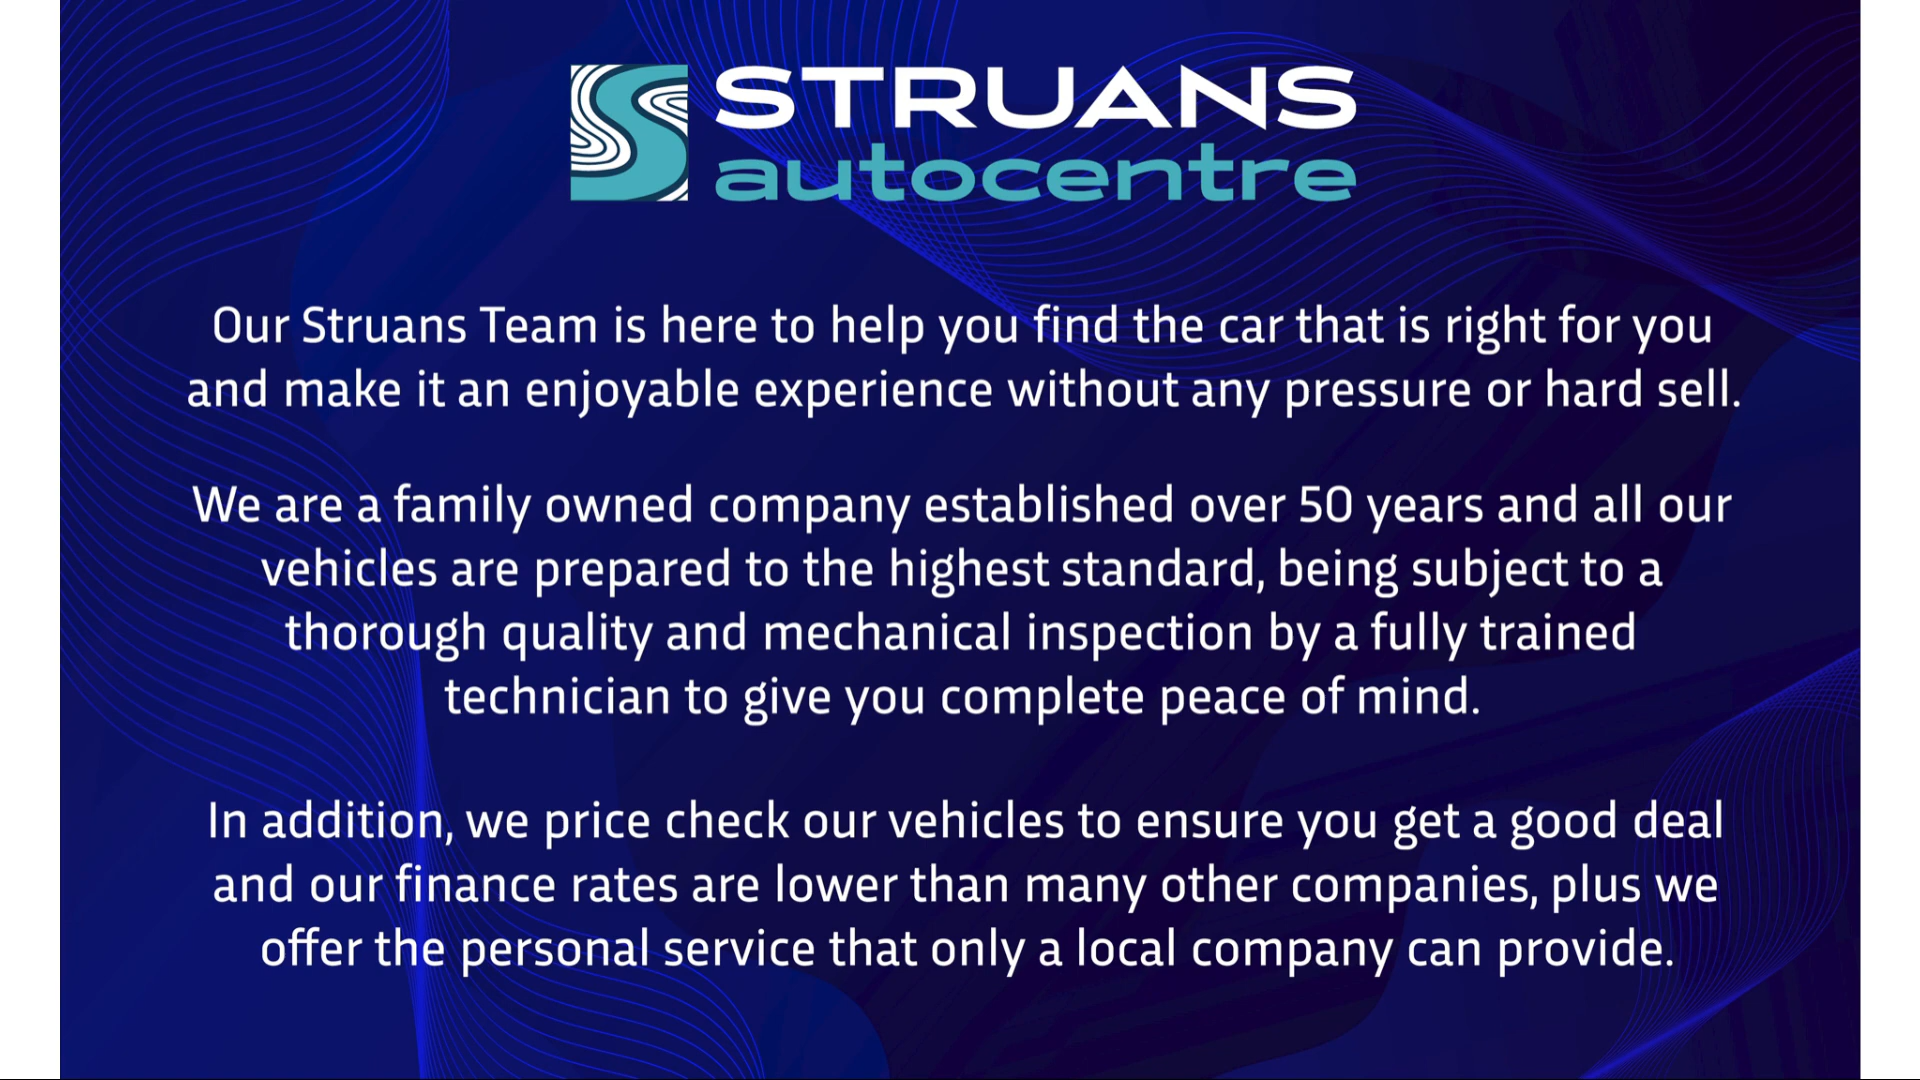 STRUANS
autocentre
Our Struans Team is here to help you find the car that is right for you
and make it an enjoyable experience without any pressure or hard sell.
We are a family owned company established over 50 years and all our
vehicles are prepared to the highest standard, being subject to a
thorough quality and mechanical inspection by a fully trained
technician to give you complete peace of mind.
In addition, we price check our vehicles to ensure you get a good deal
and our finance rates are lower than many other companies, plus we
offer the personal service that only a local company can provide.